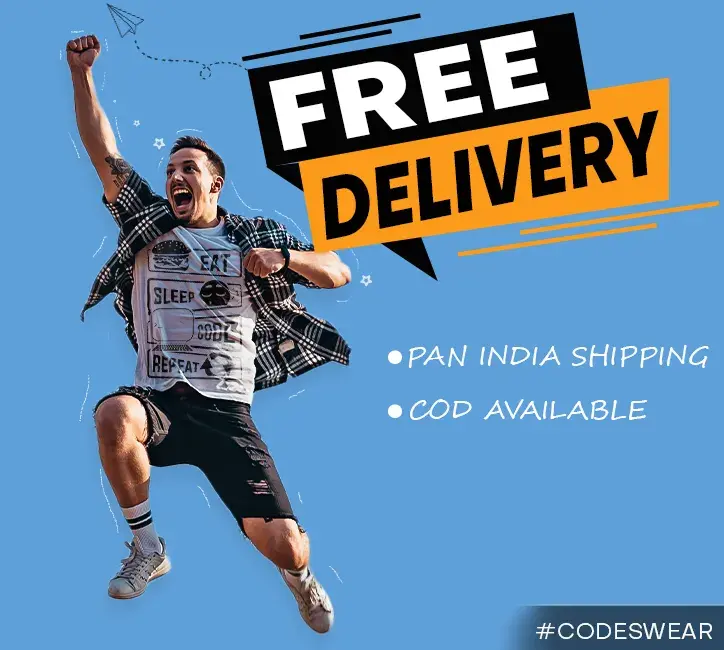 FREE
DELIVERY
EAT
SLEEP
CODE
REPEAT
PAN INDIA SHIPPING
COD AVAILABLE
#CODESWEAR